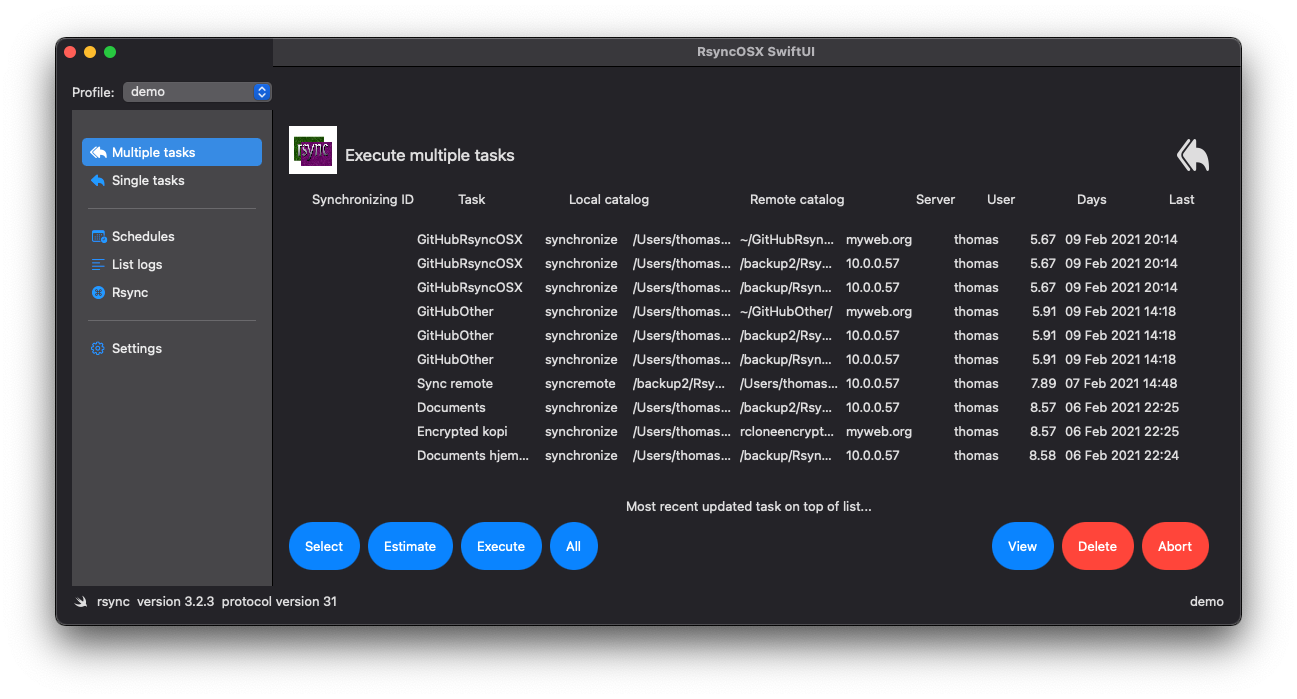 RsyncOSX SwiftUI
Profile: demo
Multiple tasks
Single tasks
Schedules
List logs
Rsync
Settings
rsync Execute multiple tasks
Synchronizing ID Task Local catalog Remote catalog Server User Days Last
GitHubRsyncOSX synchronize /Users/thomas... ~/GitHubRsyn... myweb.org thomas 5.67 09 Feb 2021 20:14
GitHubRsyncOSX synchronize /Users/thomas... /backup2/Rsy... 10.0.0.57 thomas 5.67 09 Feb 2021 20:14
GitHubRsyncOSX synchronize /Users/thomas... /backup/Rsyn... 10.0.0.57 thomas 5.67 09 Feb 2021 20:14
GitHubOther synchronize /Users/thomas... ~/GitHubOther/ myweb.org thomas 5.91 09 Feb 2021 14:18
GitHubOther synchronize /Users/thomas... /backup2/Rsy... 10.0.0.57 thomas 5.91 09 Feb 2021 14:18
GitHubOther synchronize /Users/thomas... /backup/Rsyn... 10.0.0.57 thomas 5.91 09 Feb 2021 14:18
Sync remote syncremote /backup2/Rsy... /Users/thomas... 10.0.0.57 thomas 7.89 07 Feb 2021 14:48
Documents synchronize /Users/thomas... /backup2/Rsy... 10.0.0.57 thomas 8.57 06 Feb 2021 22:25
Encrypted kopi synchronize /Users/thomas... rcloneencrypt... myweb.org thomas 8.57 06 Feb 2021 22:25
Documents hjem... synchronize /Users/thomas... /backup/Rsyn... 10.0.0.57 thomas 8.58 06 Feb 2021 22:24
Most recent updated task on top of list...
Select Estimate Execute All View Delete Abort
rsync version 3.2.3 protocol version 31 demo